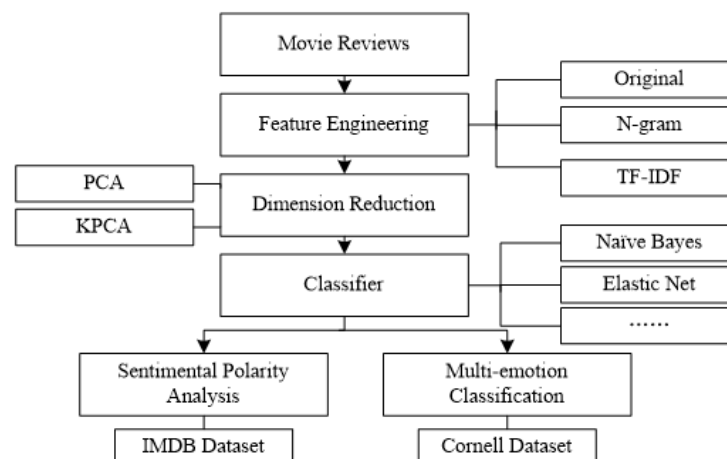 Movie Reviews
Original
Feature Engineering
N-gram
TF-IDF
PCA
Dimension Reduction
KPCA
Naïve Bayes
Classifier
Elastic Net
……
Sentimental Polarity
Analysis
Multi-emotion
Classification
IMDB Dataset
Cornell Dataset